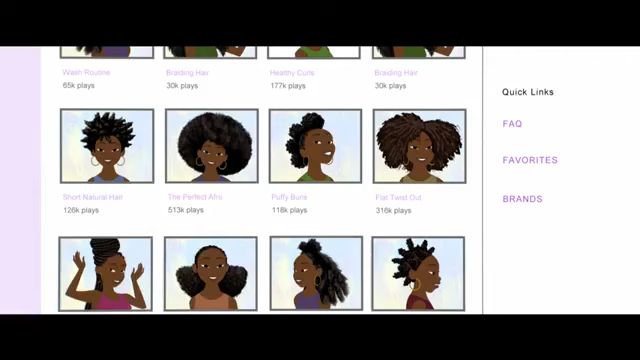 Wash Routine
65k plays
Braiding Hair
30k plays
Healthy Curls
177k plays
Braiding Hair
30k plays
Quick Links
FAQ
FAVORITES
BRANDS
Short Natural Hair
126k plays
The Perfect Afro
513k plays
Puffy Buns
118k plays
Flat Twist Out
316k plays